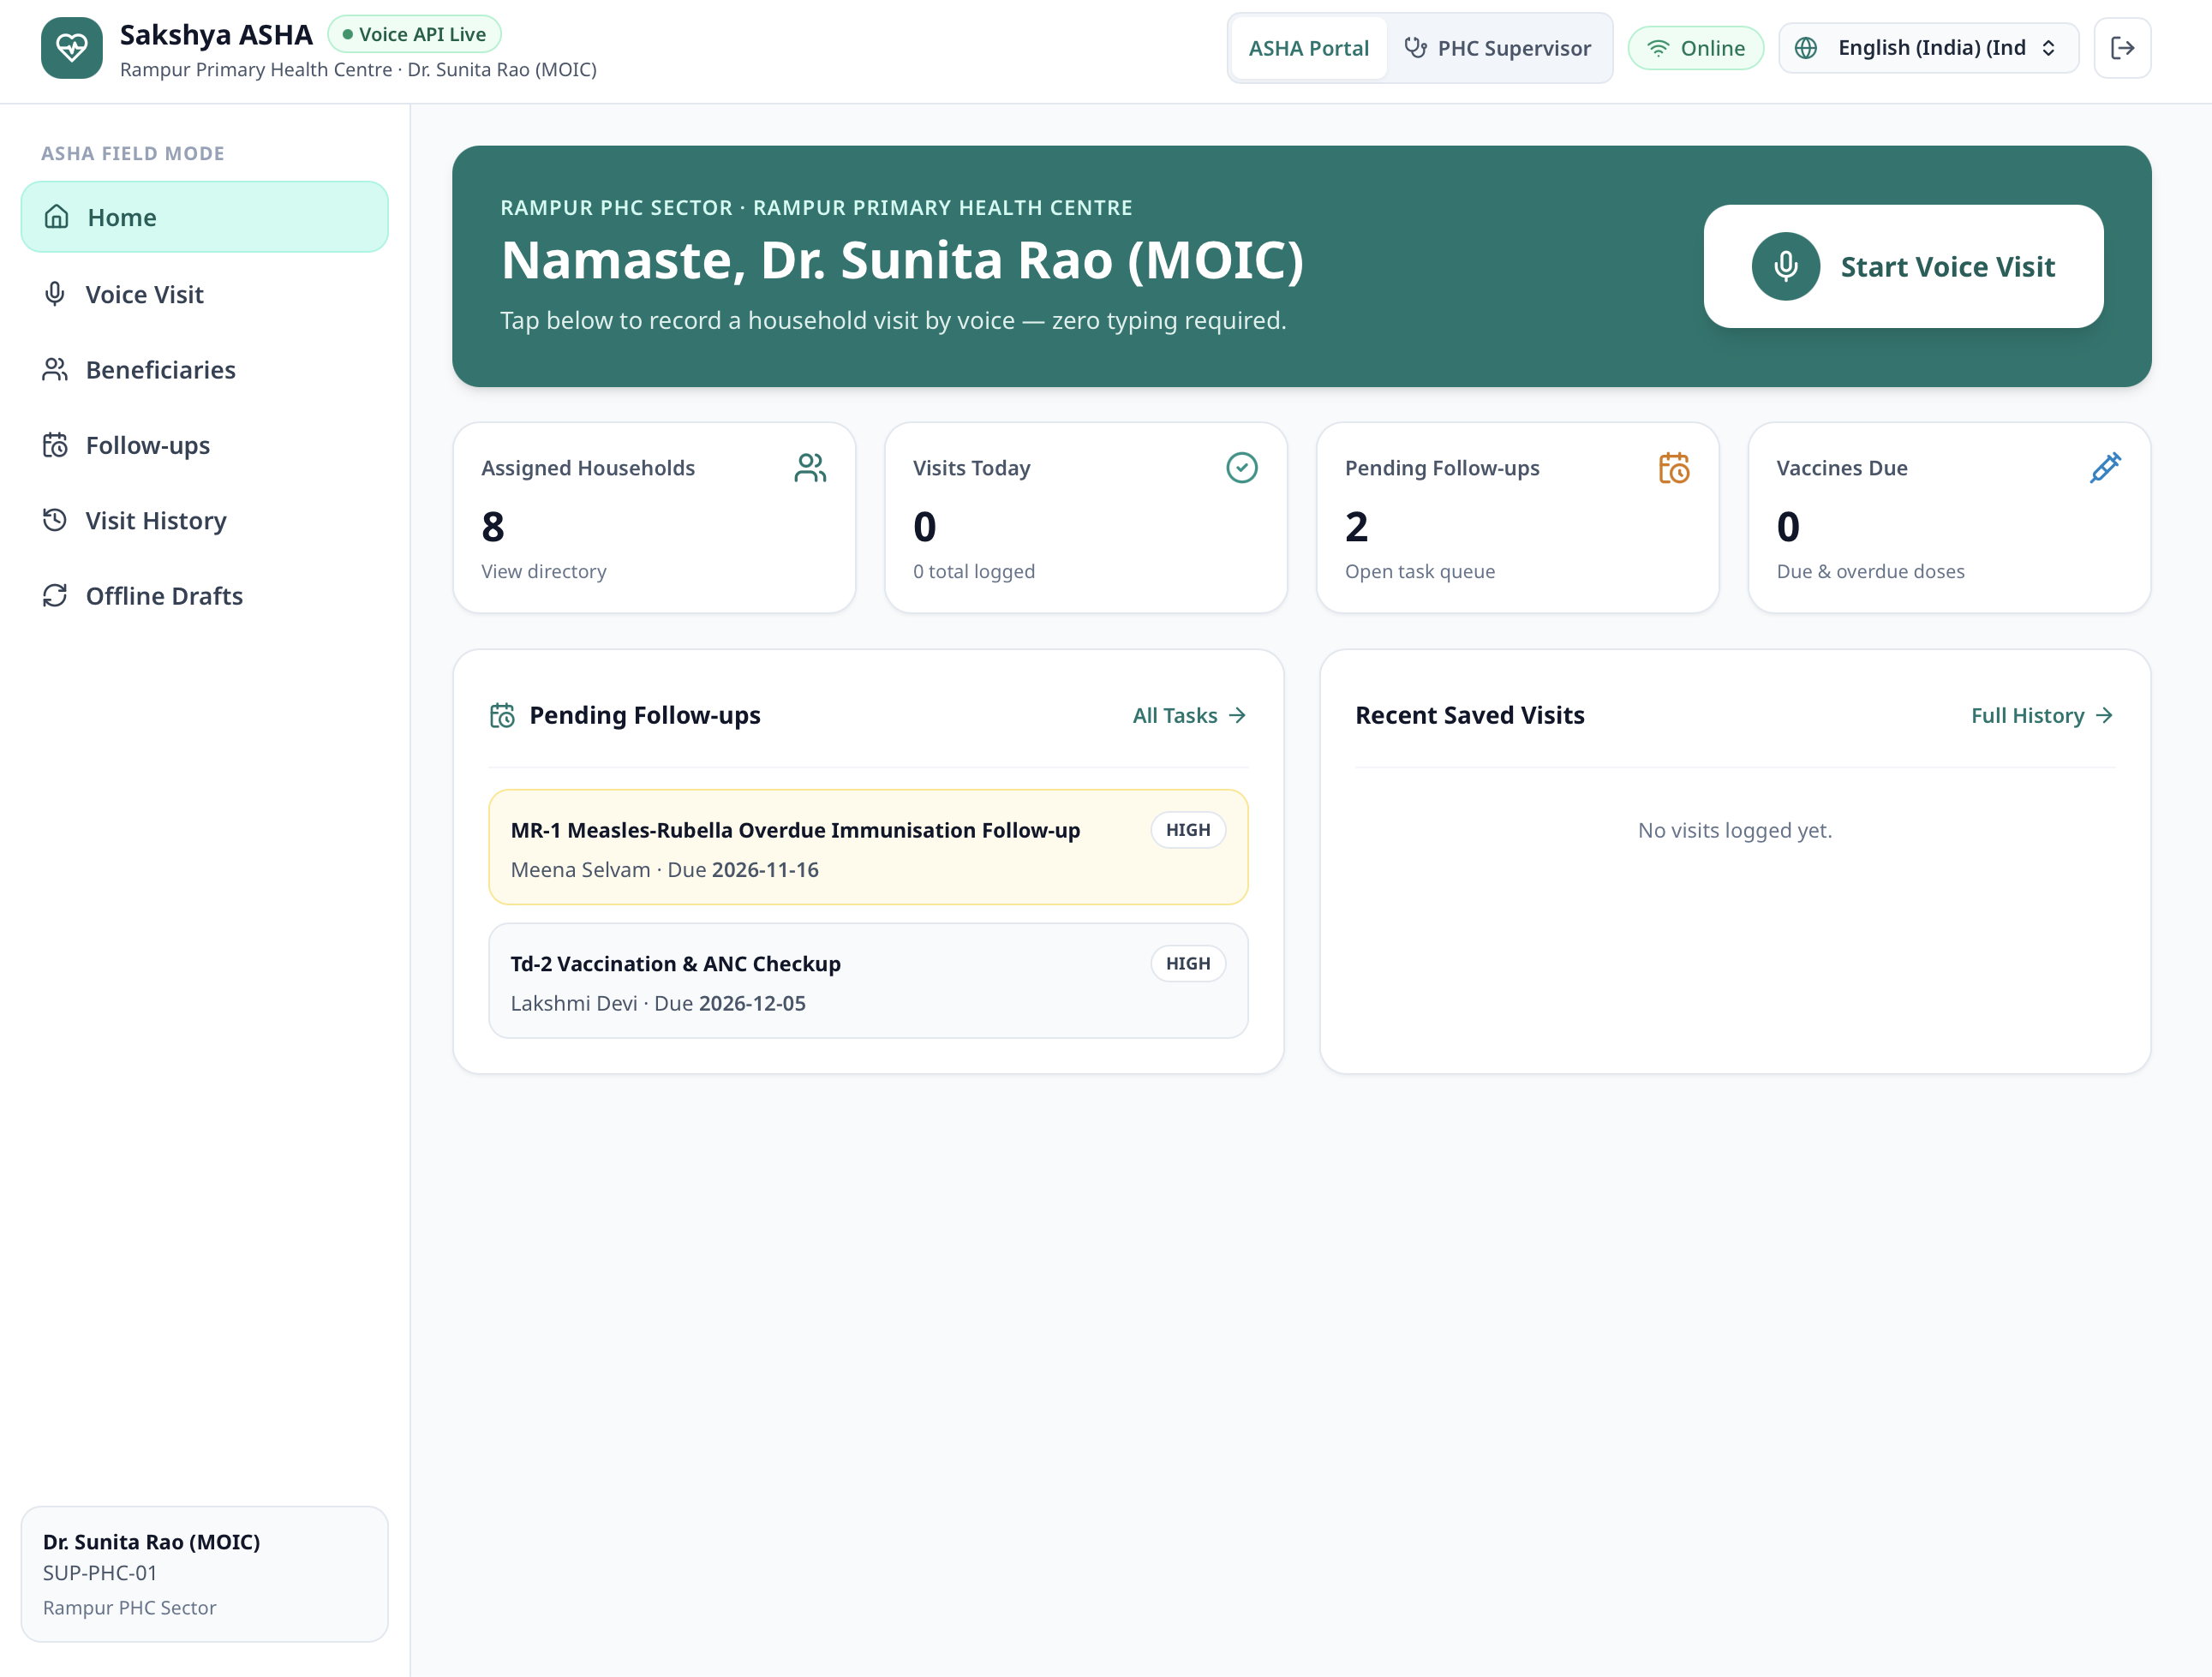 Sakshya ASHA
Voice API Live
Rampur Primary Health Centre · Dr. Sunita Rao (MOIC)
ASHA Portal
PHC Supervisor
Online
English (India) (Ind
ASHA FIELD MODE
Home
Voice Visit
Beneficiaries
Follow-ups
Visit History
Offline Drafts
Dr. Sunita Rao (MOIC)
SUP-PHC-01
Rampur PHC Sector
RAMPUR PHC SECTOR · RAMPUR PRIMARY HEALTH CENTRE
Namaste, Dr. Sunita Rao (MOIC)
Tap below to record a household visit by voice — zero typing required.
Start Voice Visit
Assigned Households
8
View directory
Visits Today
0
0 total logged
Pending Follow-ups
2
Open task queue
Vaccines Due
0
Due & overdue doses
Pending Follow-ups
All Tasks
MR-1 Measles-Rubella Overdue Immunisation Follow-up
HIGH
Meena Selvam · Due 2026-11-16
Td-2 Vaccination & ANC Checkup
HIGH
Lakshmi Devi · Due 2026-12-05
Recent Saved Visits
Full History
No visits logged yet.